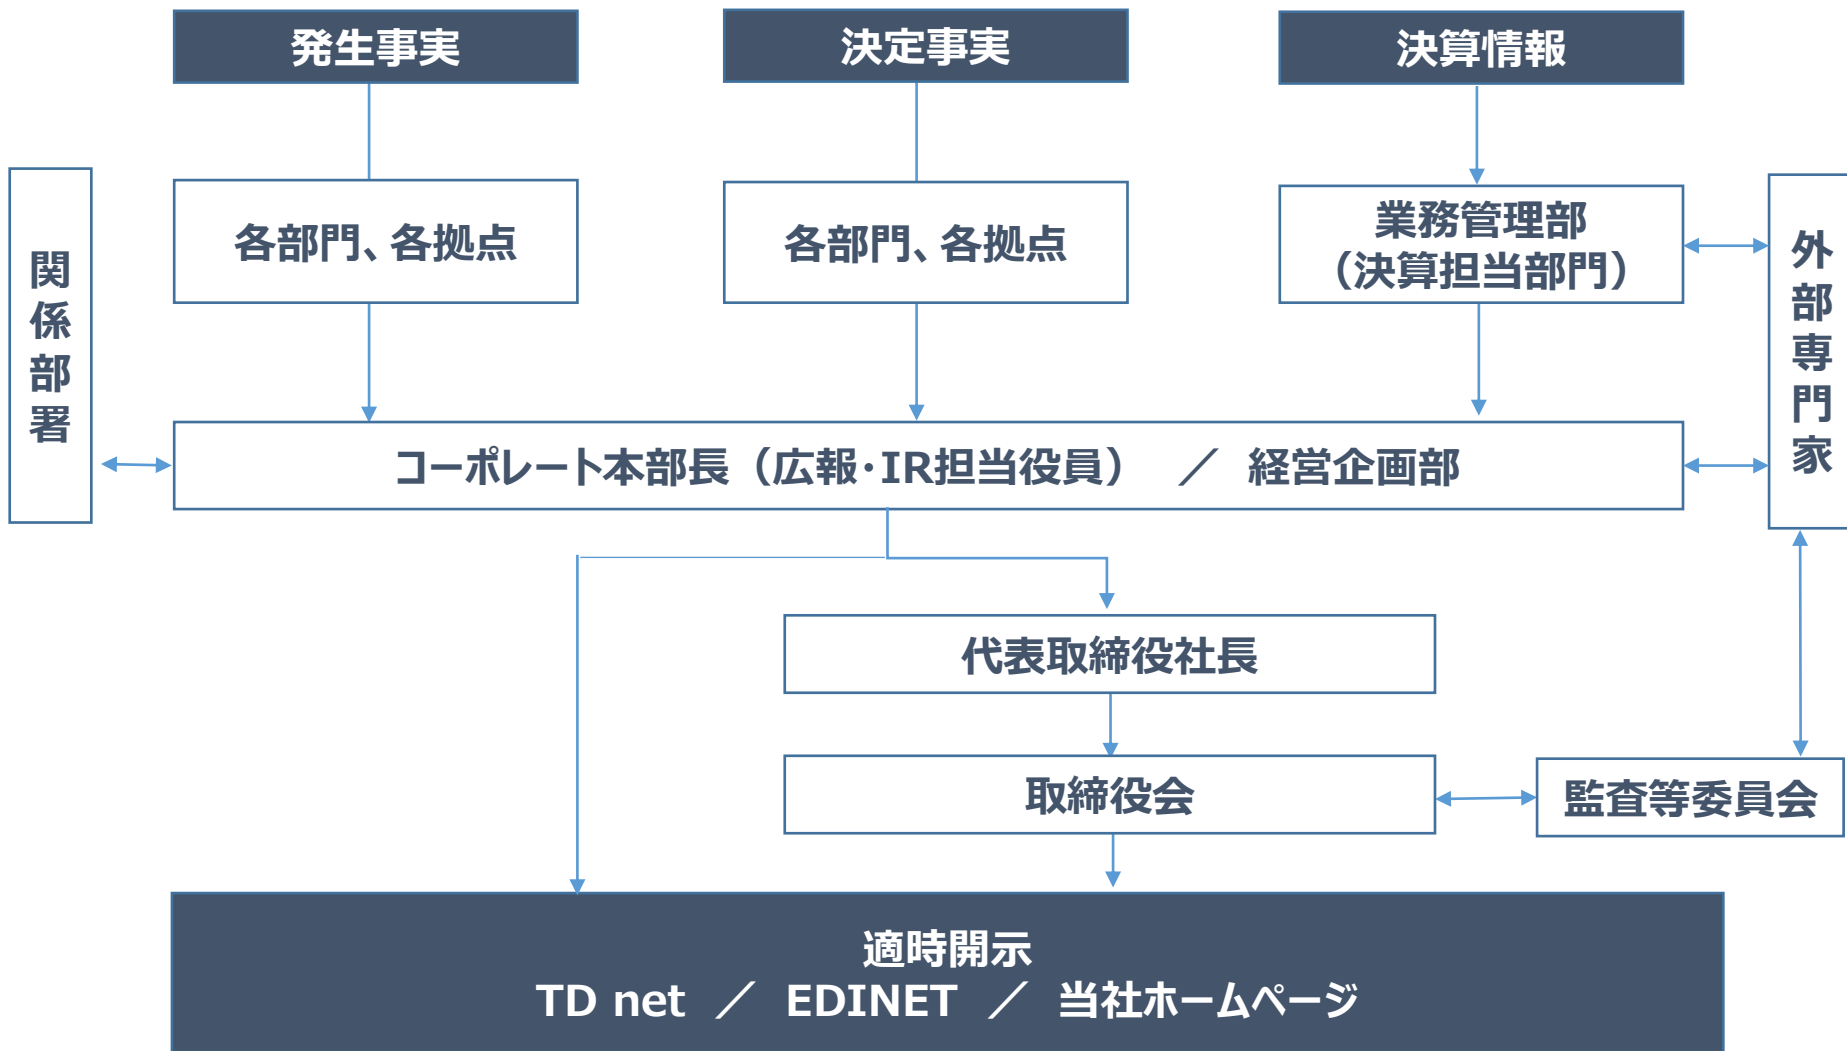 発生事実
決定事実
決算情報
各部門、各拠点
各部門、各拠点
業務管理部
（決算担当部門）
関係部署
外部専門家
コーポレート本部長（広報・IR担当役員） ／ 経営企画部
代表取締役社長
取締役会
監査等委員会
適時開示
TD net ／ EDINET ／ 当社ホームページ